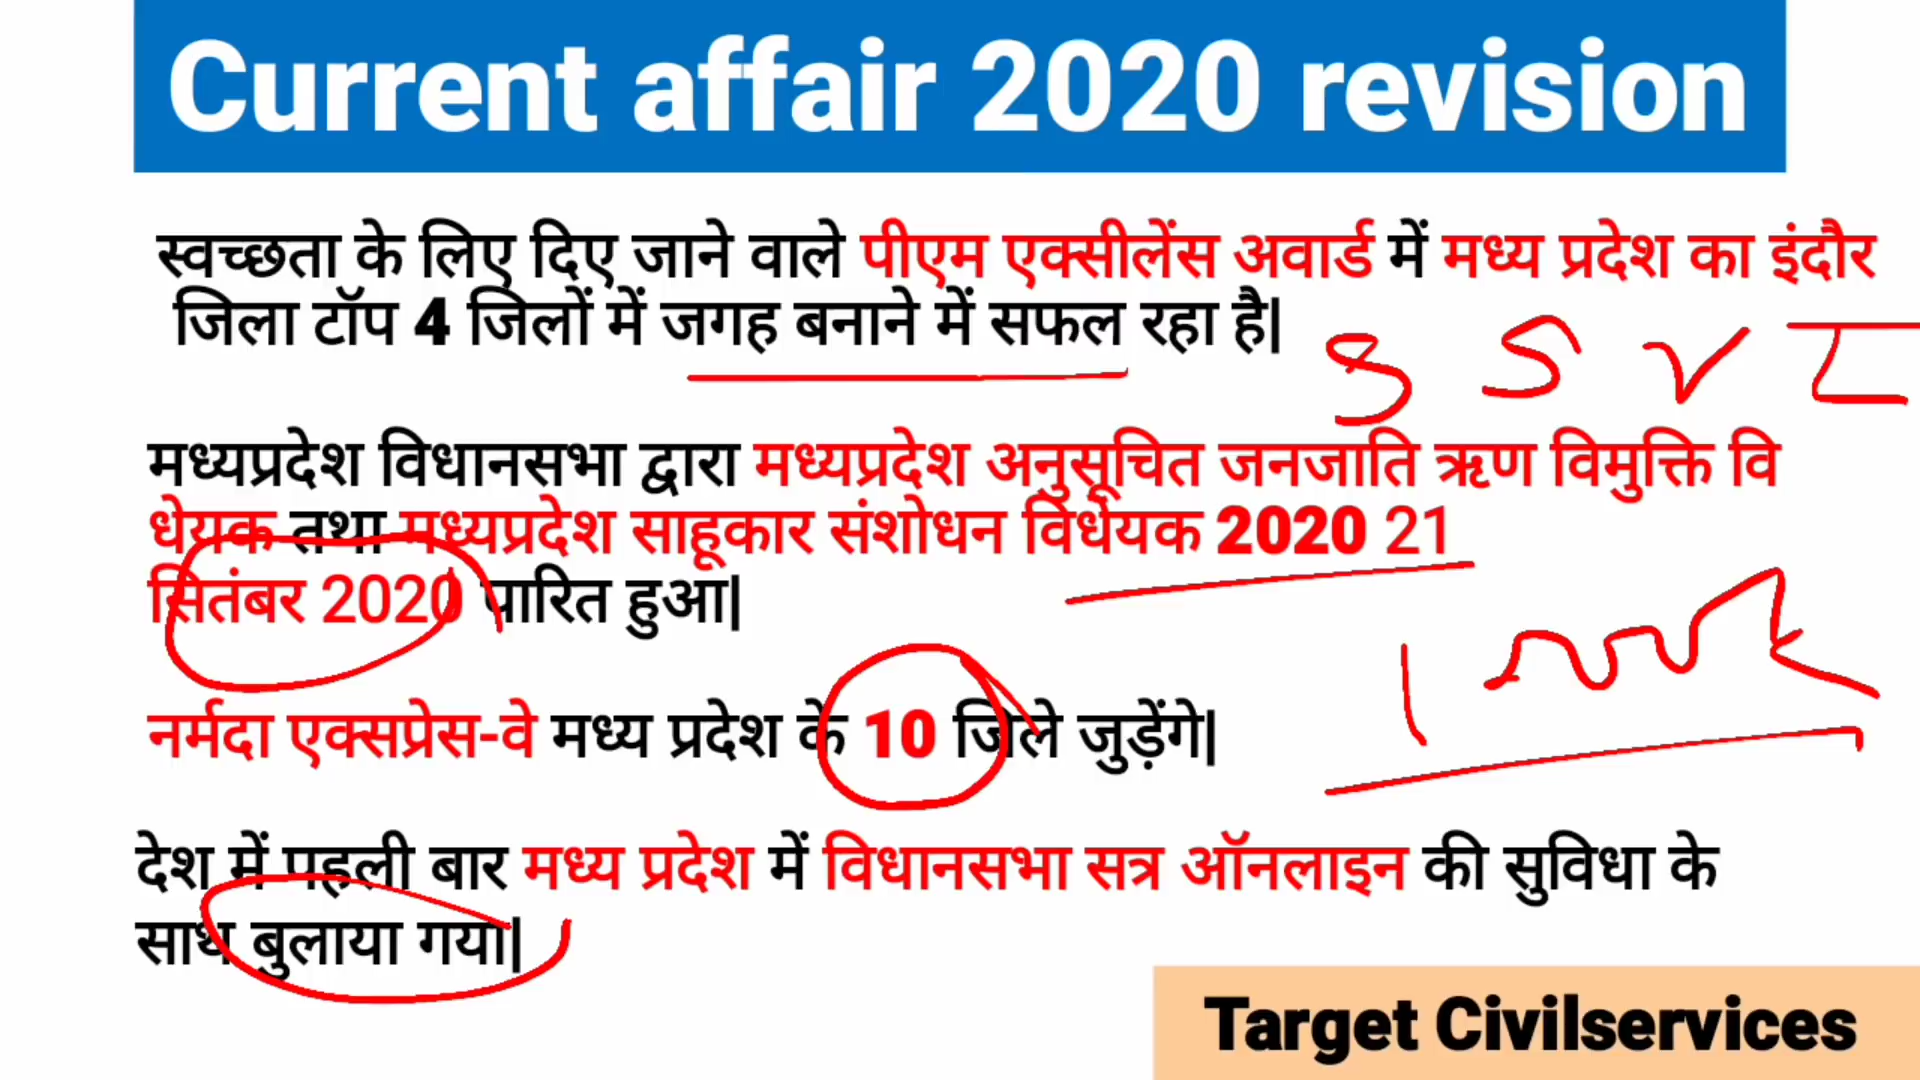 Current affair 2020 revision
स्वच्छता के लिए दिए जाने वाले पीएम एक्सीलेंस अवार्ड में मध्य प्रदेश का इंदौर
जिला टॉप 4 जिलों में जगह बनाने में सफल रहा है|
मध्यप्रदेश विधानसभा द्वारा मध्यप्रदेश अनुसूचित जनजाति ऋण विमुक्ति वि
धेयक तथा मध्यप्रदेश साहूकार संशोधन विधेयक 2020 21
सितंबर 2020 पारित हुआ|
नर्मदा एक्सप्रेस-वे मध्य प्रदेश के 10 जिले जुड़ेंगे|
देश में पहली बार मध्य प्रदेश में विधानसभा सत्र ऑनलाइन की सुविधा के
साथ बुलाया गया|
Target Civilservices